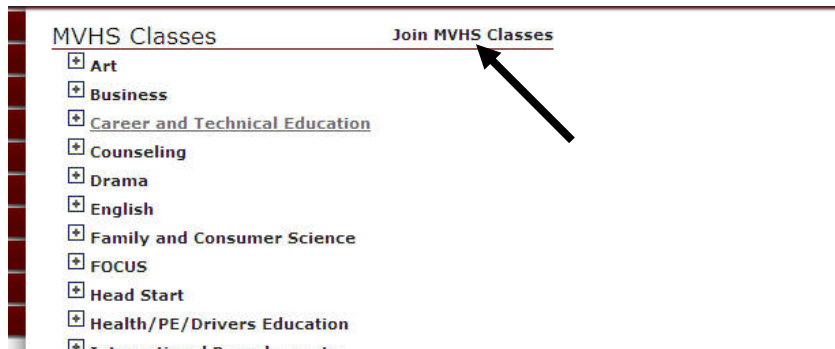 MVHS Classes Join MVHS Classes
Art
Business
Career and Technical Education
Counseling
Drama
English
Family and Consumer Science
FOCUS
Head Start
Health/PE/Drivers Education